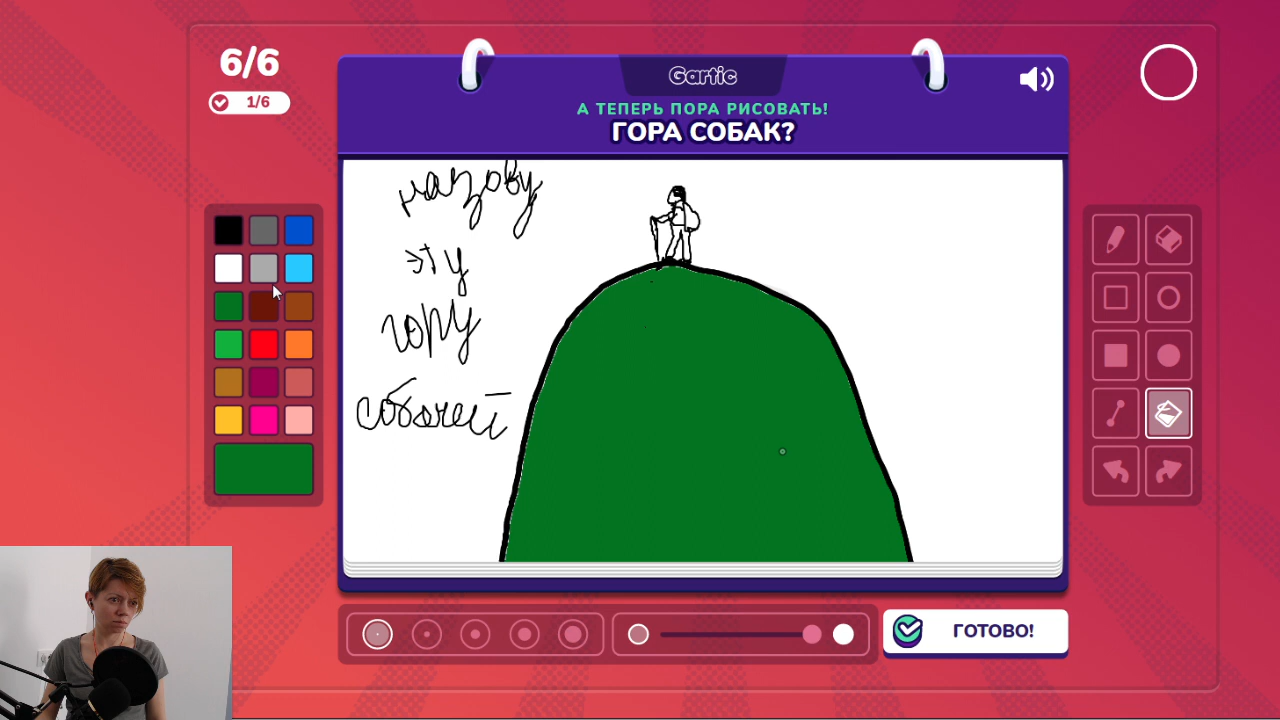 6/6
1/6
Gartic
А ТЕПЕРЬ ПОРА РИСОВАТЬ!
ГОРА СОБАК?
назову
эту
гору
собачей
ГОТОВО!